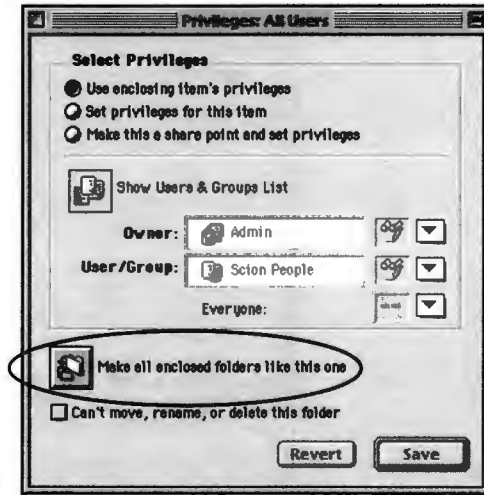 Privileges: All Users
Select Privileges
Use enclosing item's privileges
Set privileges for this item
Make this a share point and set privileges
Show Users & Groups List
Owner: Admin
User/Group: Scion People
Everyone:
Make all enclosed folders like this one
Can't move, rename, or delete this folder
Revert Save